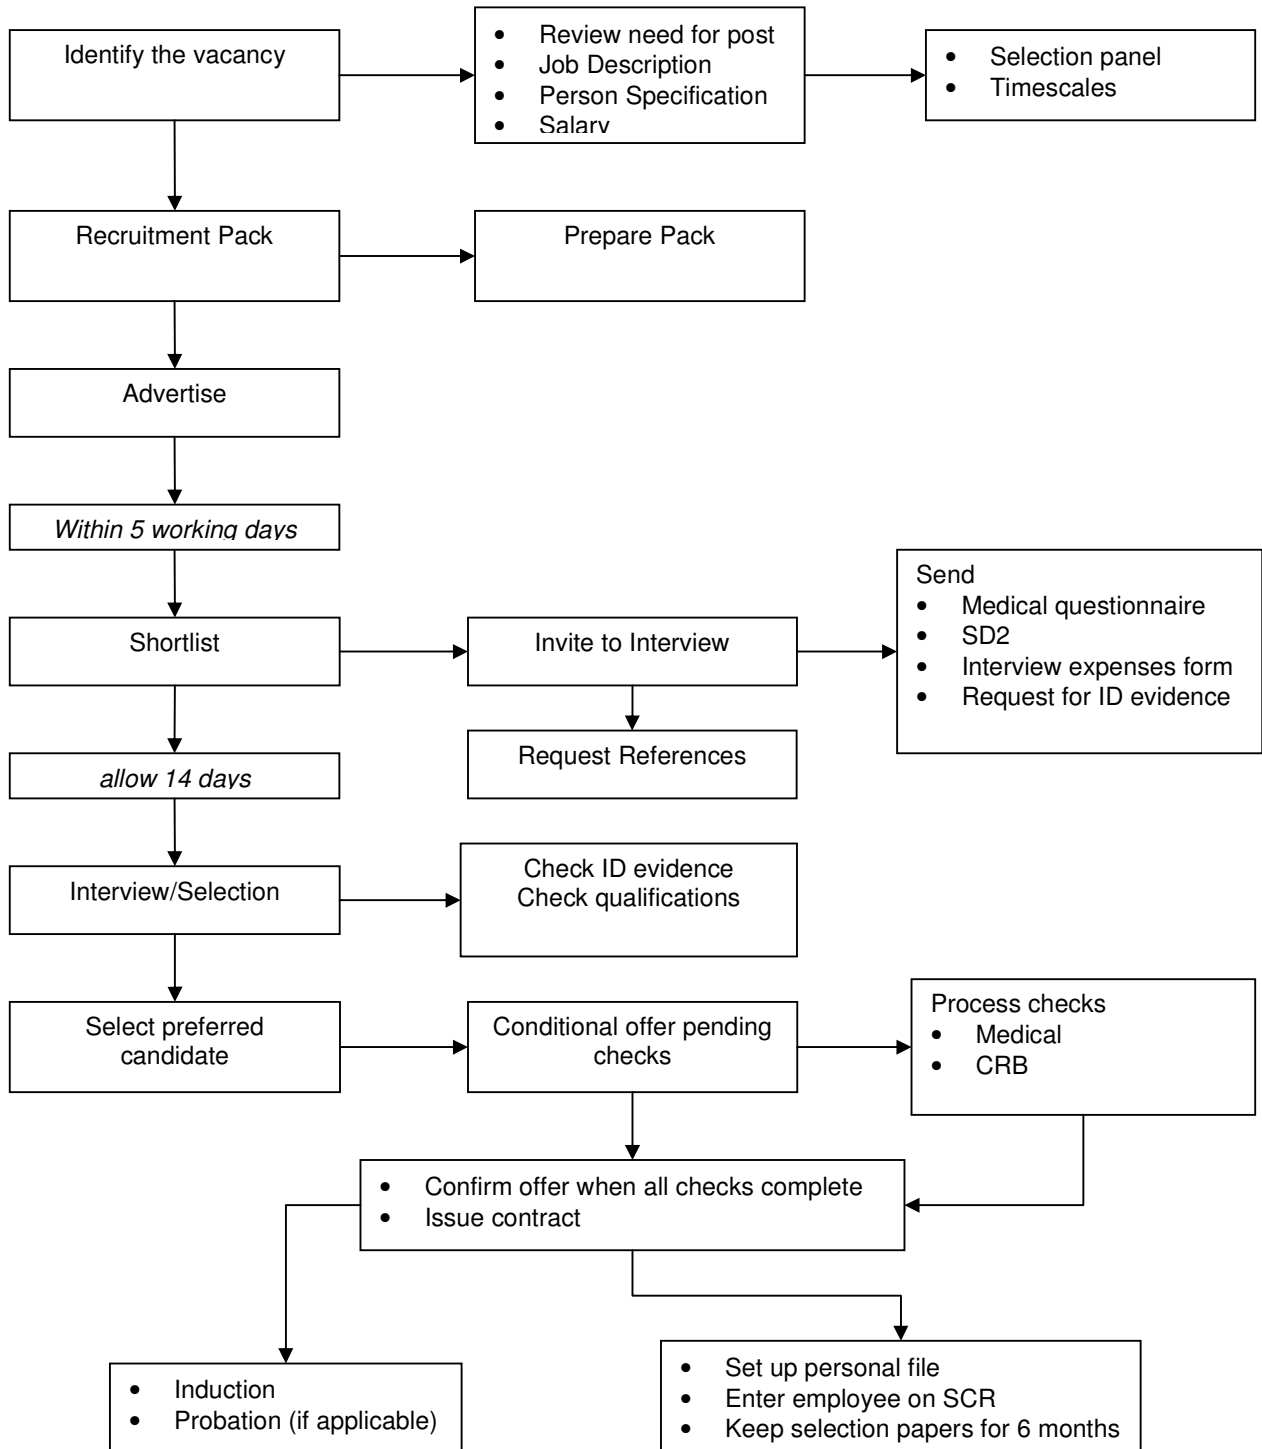 Identify the vacancy
• Review need for post
• Job Description
• Person Specification
• Salary
• Selection panel
• Timescales
Recruitment Pack
Prepare Pack
Advertise
Within 5 working days
Shortlist
Invite to Interview
Send
• Medical questionnaire
• SD2
• Interview expenses form
• Request for ID evidence
Request References
allow 14 days
Interview/Selection
Check ID evidence
Check qualifications
Select preferred
candidate
Conditional offer pending
checks
Process checks
• Medical
• CRB
• Confirm offer when all checks complete
• Issue contract
• Induction
• Probation (if applicable)
• Set up personal file
• Enter employee on SCR
• Keep selection papers for 6 months